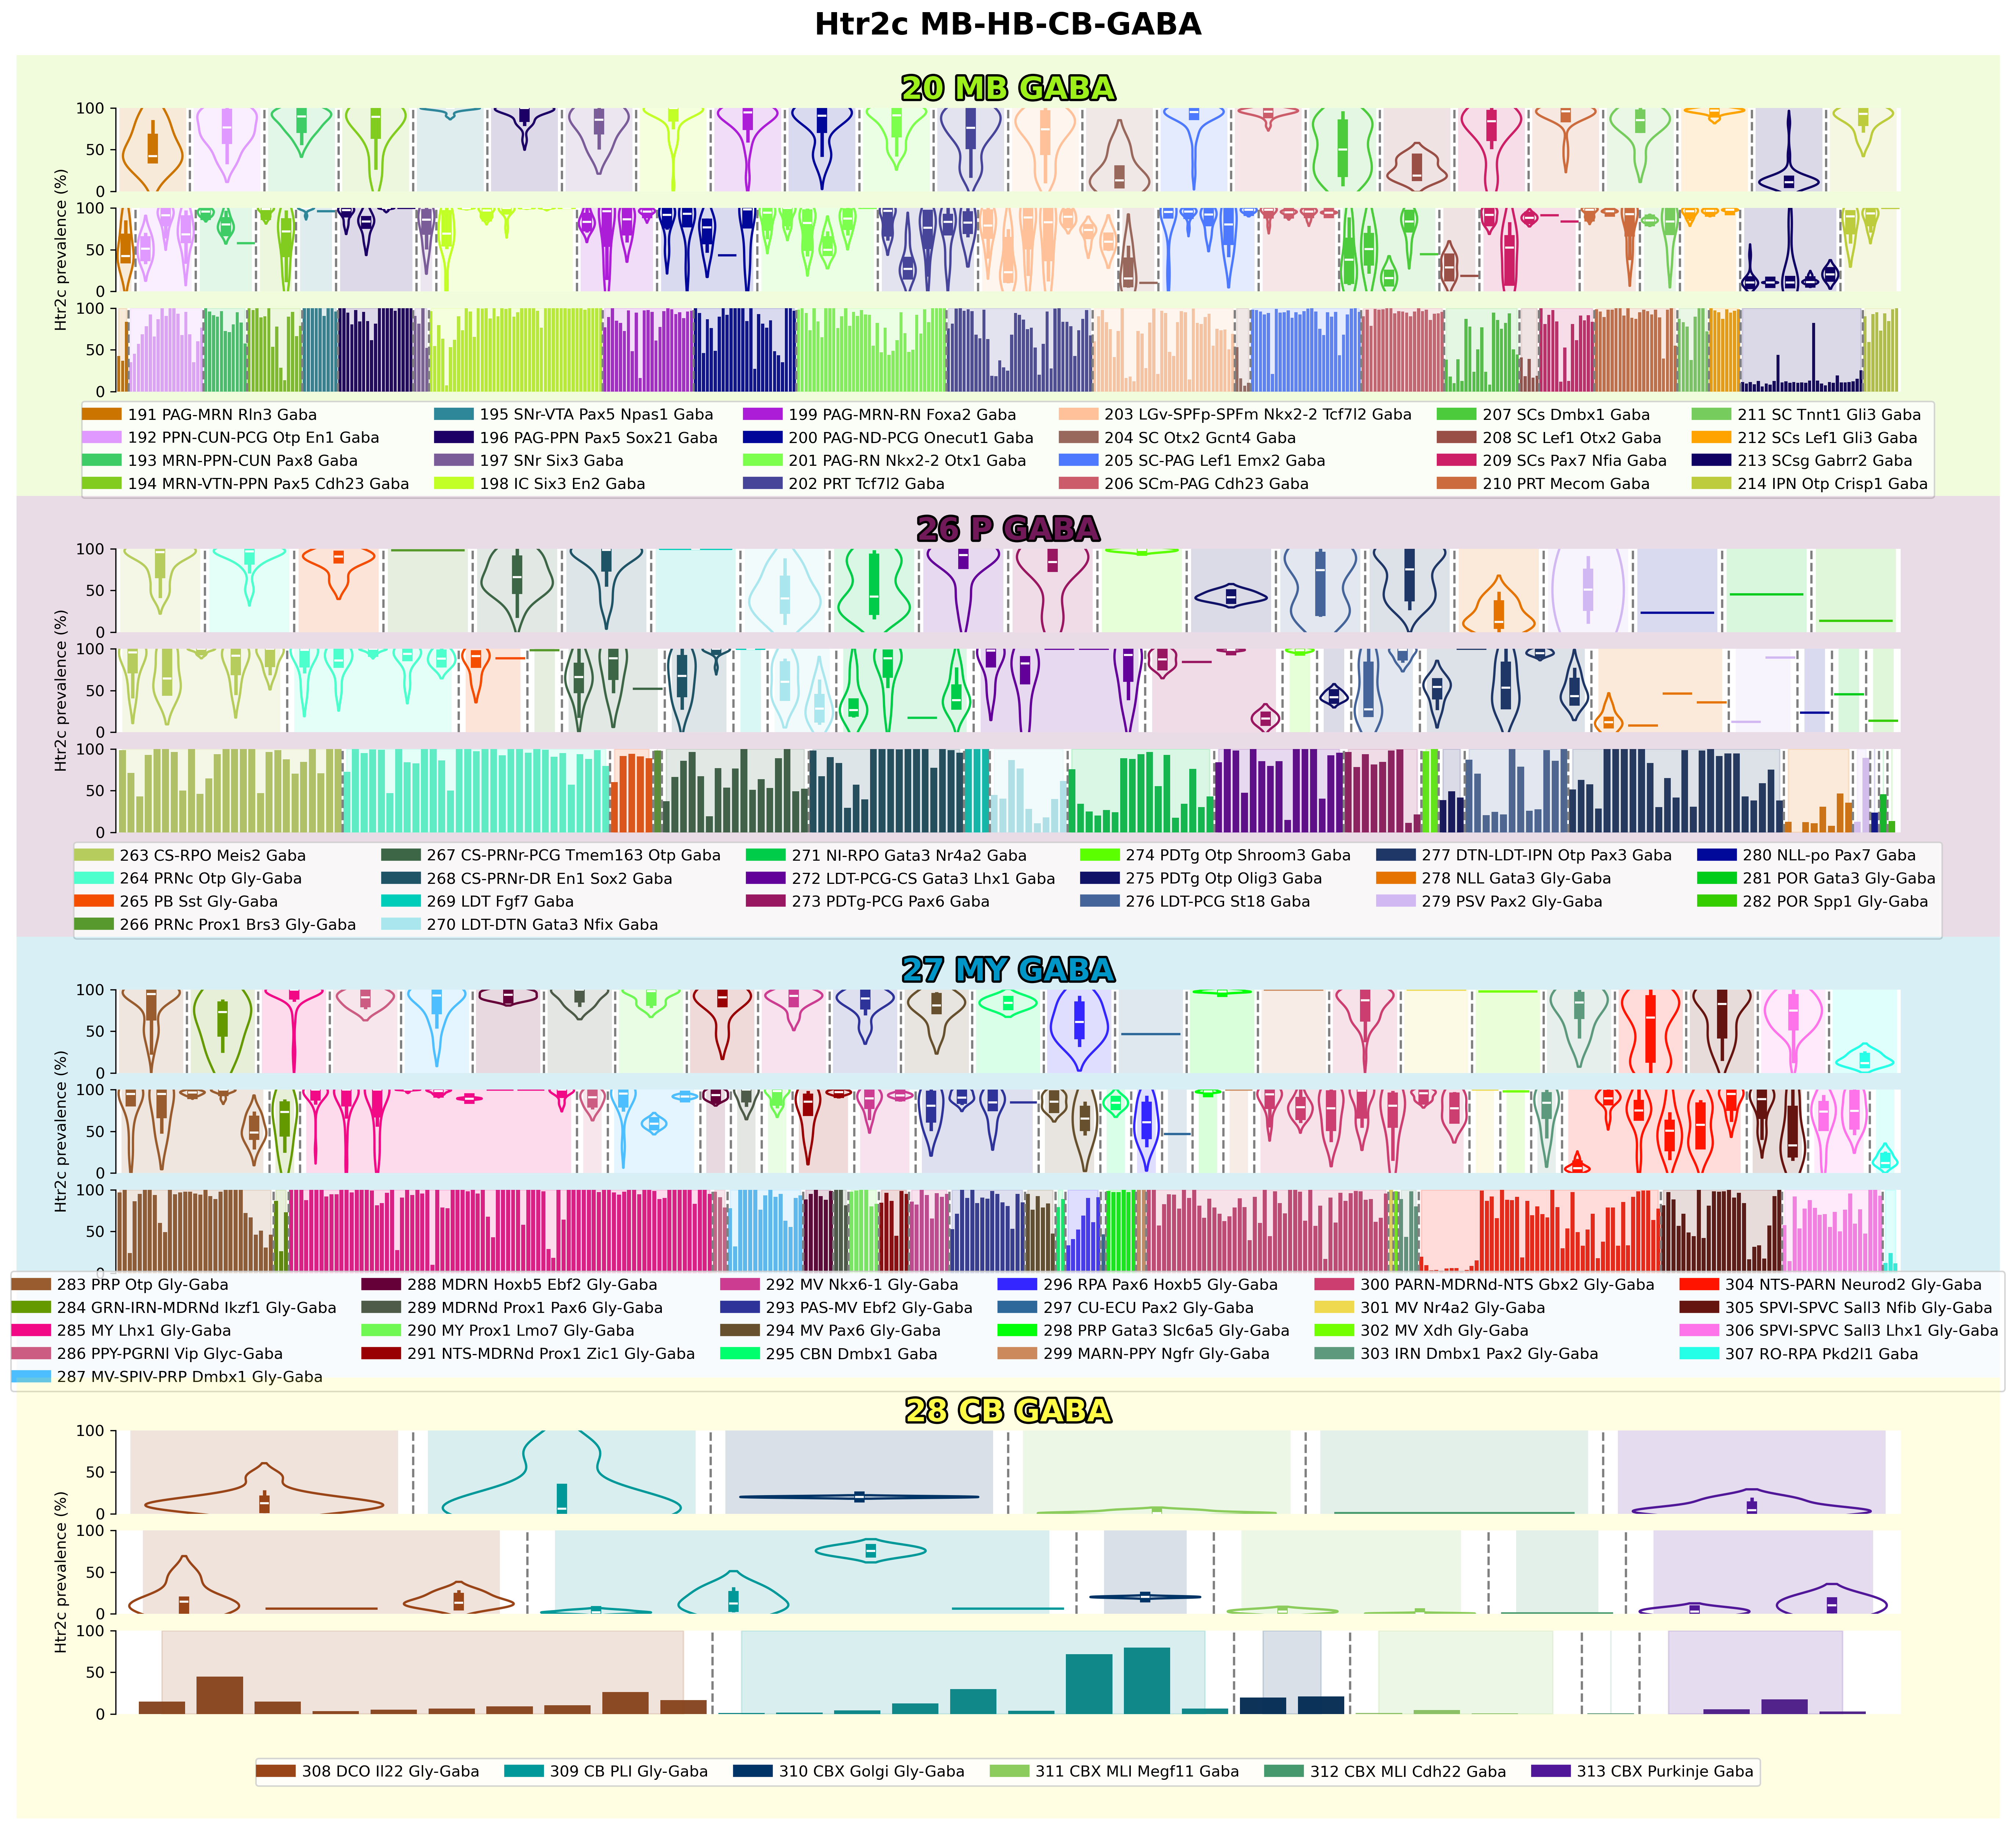 Htr2c MB-HB-CB-GABA
20 MB GABA
100
50
0
100
50
0
100
50
0
Htr2c prevalence (%)
191 PAG-MRN Rln3 Gaba
192 PPN-CUN-PCG Otp En1 Gaba
193 MRN-PPN-CUN Pax8 Gaba
194 MRN-VTN-PPN Pax5 Cdh23 Gaba
195 SNr-VTA Pax5 Npas1 Gaba
196 PAG-PPN Pax5 Sox21 Gaba
197 SNr Six3 Gaba
198 IC Six3 En2 Gaba
199 PAG-MRN-RN Foxa2 Gaba
200 PAG-ND-PCG Onecut1 Gaba
201 PAG-RN Nkx2-2 Otx1 Gaba
202 PRT Tcf7l2 Gaba
203 LGv-SPFp-SPFm Nkx2-2 Tcf7l2 Gaba
204 SC Otx2 Gcnt4 Gaba
205 SC-PAG Lef1 Emx2 Gaba
206 SCm-PAG Cdh23 Gaba
207 SCs Dmbx1 Gaba
208 SC Lef1 Otx2 Gaba
209 SCs Pax7 Nfia Gaba
210 PRT Mecom Gaba
211 SC Tnnt1 Gli3 Gaba
212 SCs Lef1 Gli3 Gaba
213 SCsg Gabrr2 Gaba
214 IPN Otp Crisp1 Gaba
26 P GABA
100
50
0
100
50
0
100
50
0
Htr2c prevalence (%)
263 CS-RPO Meis2 Gaba
264 PRNc Otp Gly-Gaba
265 PB Sst Gly-Gaba
266 PRNc Prox1 Brs3 Gly-Gaba
267 CS-PRNr-PCG Tmem163 Otp Gaba
268 CS-PRNr-DR En1 Sox2 Gaba
269 LDT Fgf7 Gaba
270 LDT-DTN Gata3 Nfix Gaba
271 NI-RPO Gata3 Nr4a2 Gaba
272 LDT-PCG-CS Gata3 Lhx1 Gaba
273 PDTg-PCG Pax6 Gaba
274 PDTg Otp Shroom3 Gaba
275 PDTg Otp Olig3 Gaba
276 LDT-PCG St18 Gaba
277 DTN-LDT-IPN Otp Pax3 Gaba
278 NLL Gata3 Gly-Gaba
279 PSV Pax2 Gly-Gaba
280 NLL-po Pax7 Gaba
281 POR Gata3 Gly-Gaba
282 POR Spp1 Gly-Gaba
27 MY GABA
100
50
0
100
50
0
100
50
Htr2c prevalence (%)
283 PRP Otp Gly-Gaba
284 GRN-IRN-MDRNd Ikzf1 Gly-Gaba
285 MY Lhx1 Gly-Gaba
286 PPY-PGRNl Vip Glyc-Gaba
287 MV-SPIV-PRP Dmbx1 Gly-Gaba
288 MDRN Hoxb5 Ebf2 Gly-Gaba
289 MDRNd Prox1 Pax6 Gly-Gaba
290 MY Prox1 Lmo7 Gly-Gaba
291 NTS-MDRNd Prox1 Zic1 Gly-Gaba
292 MV Nkx6-1 Gly-Gaba
293 PAS-MV Ebf2 Gly-Gaba
294 MV Pax6 Gly-Gaba
295 CBN Dmbx1 Gaba
296 RPA Pax6 Hoxb5 Gly-Gaba
297 CU-ECU Pax2 Gly-Gaba
298 PRP Gata3 Slc6a5 Gly-Gaba
299 MARN-PPY Ngfr Gly-Gaba
300 PARN-MDRNd-NTS Gbx2 Gly-Gaba
301 MV Nr4a2 Gly-Gaba
302 MV Xdh Gly-Gaba
303 IRN Dmbx1 Pax2 Gly-Gaba
304 NTS-PARN Neurod2 Gly-Gaba
305 SPVI-SPVC Sall3 Nfib Gly-Gaba
306 SPVI-SPVC Sall3 Lhx1 Gly-Gaba
307 RO-RPA Pkd2l1 Gaba
28 CB GABA
100
50
0
100
50
0
100
50
0
Htr2c prevalence (%)
308 DCO Il22 Gly-Gaba
309 CB PLI Gly-Gaba
310 CBX Golgi Gly-Gaba
311 CBX MLI Megf11 Gaba
312 CBX MLI Cdh22 Gaba
313 CBX Purkinje Gaba